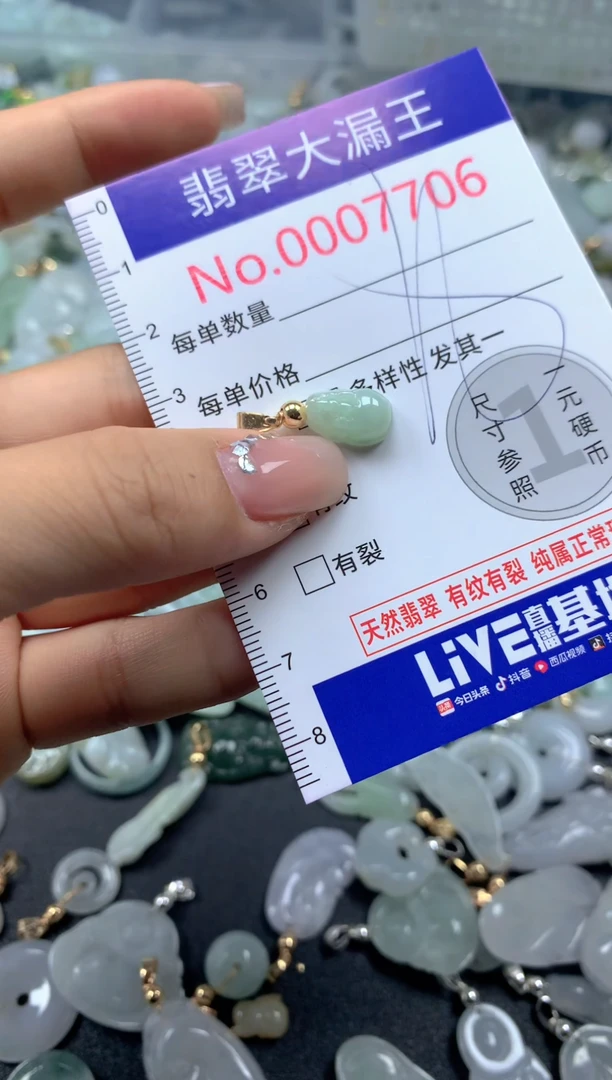 翡翠大漏王
No.0007706
0
1
2
3
6
7
8
每单数量
每单价格
多样性 发其一
尺寸参照
1
一元硬币
有纹
有裂
天然翡翠 有纹有裂 纯属正常
LiVE直播基地
今日头条 抖音 西瓜视频